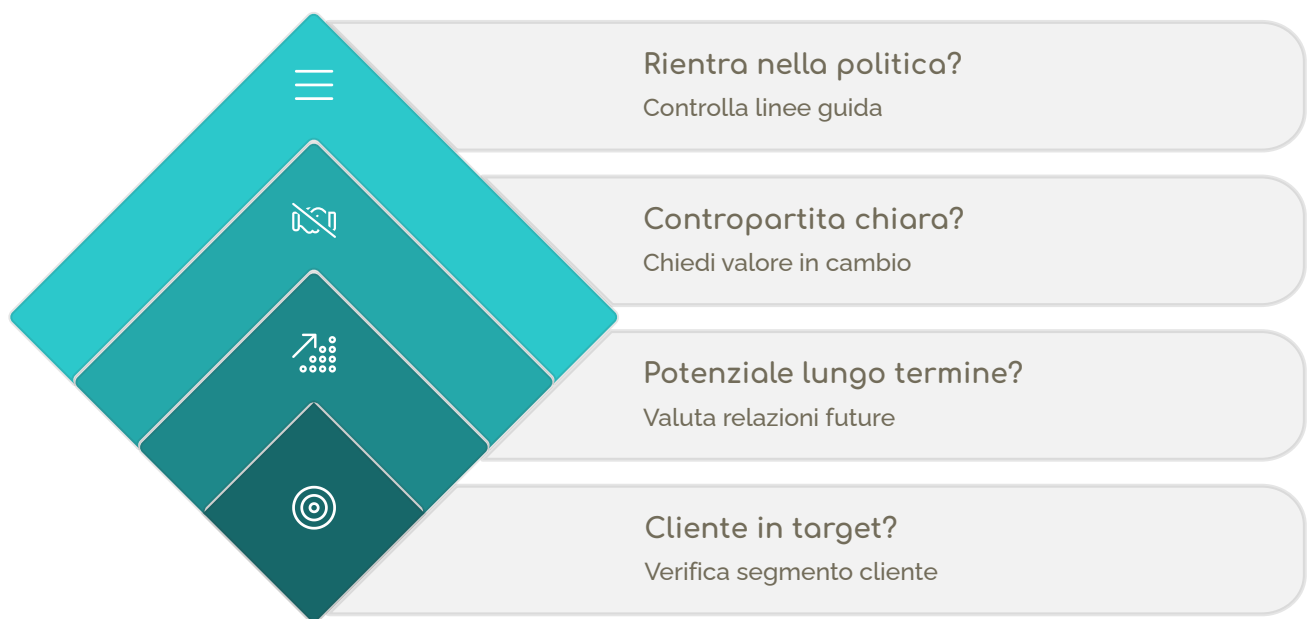 Rientra nella politica?
Controlla linee guida
Contropartita chiara?
Chiedi valore in cambio
Potenziale lungo termine?
Valuta relazioni future
Cliente in target?
Verifica segmento cliente